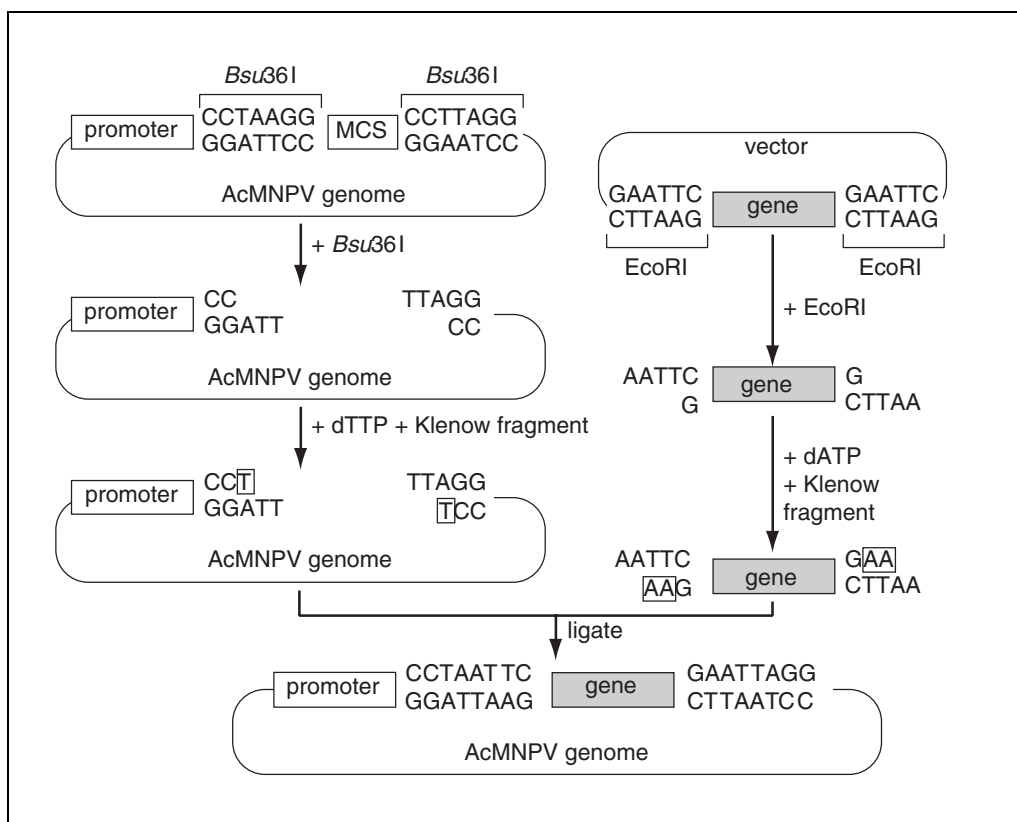 Bsu36I Bsu36I
promoter CCTAAGG MCS CCTTAGG
GGATTCC GGAATCC
AcMNPV genome
+ Bsu36I
promoter CC TTAGG
GGATT CC
AcMNPV genome
+ dTTP + Klenow fragment
promoter CCT TTAGG
GGATT TCC
AcMNPV genome
vector
GAATTC gene GAATTC
CTTAAG CTTAAG
EcoRI EcoRI
+ EcoRI
AATTC gene G
G CTTAA
+ dATP
+ Klenow
fragment
AATTC gene GAA
AAG CTTAA
ligate
promoter CCTAATTC gene GAATTAGG
GGATTAAG CTTAATCC
AcMNPV genome